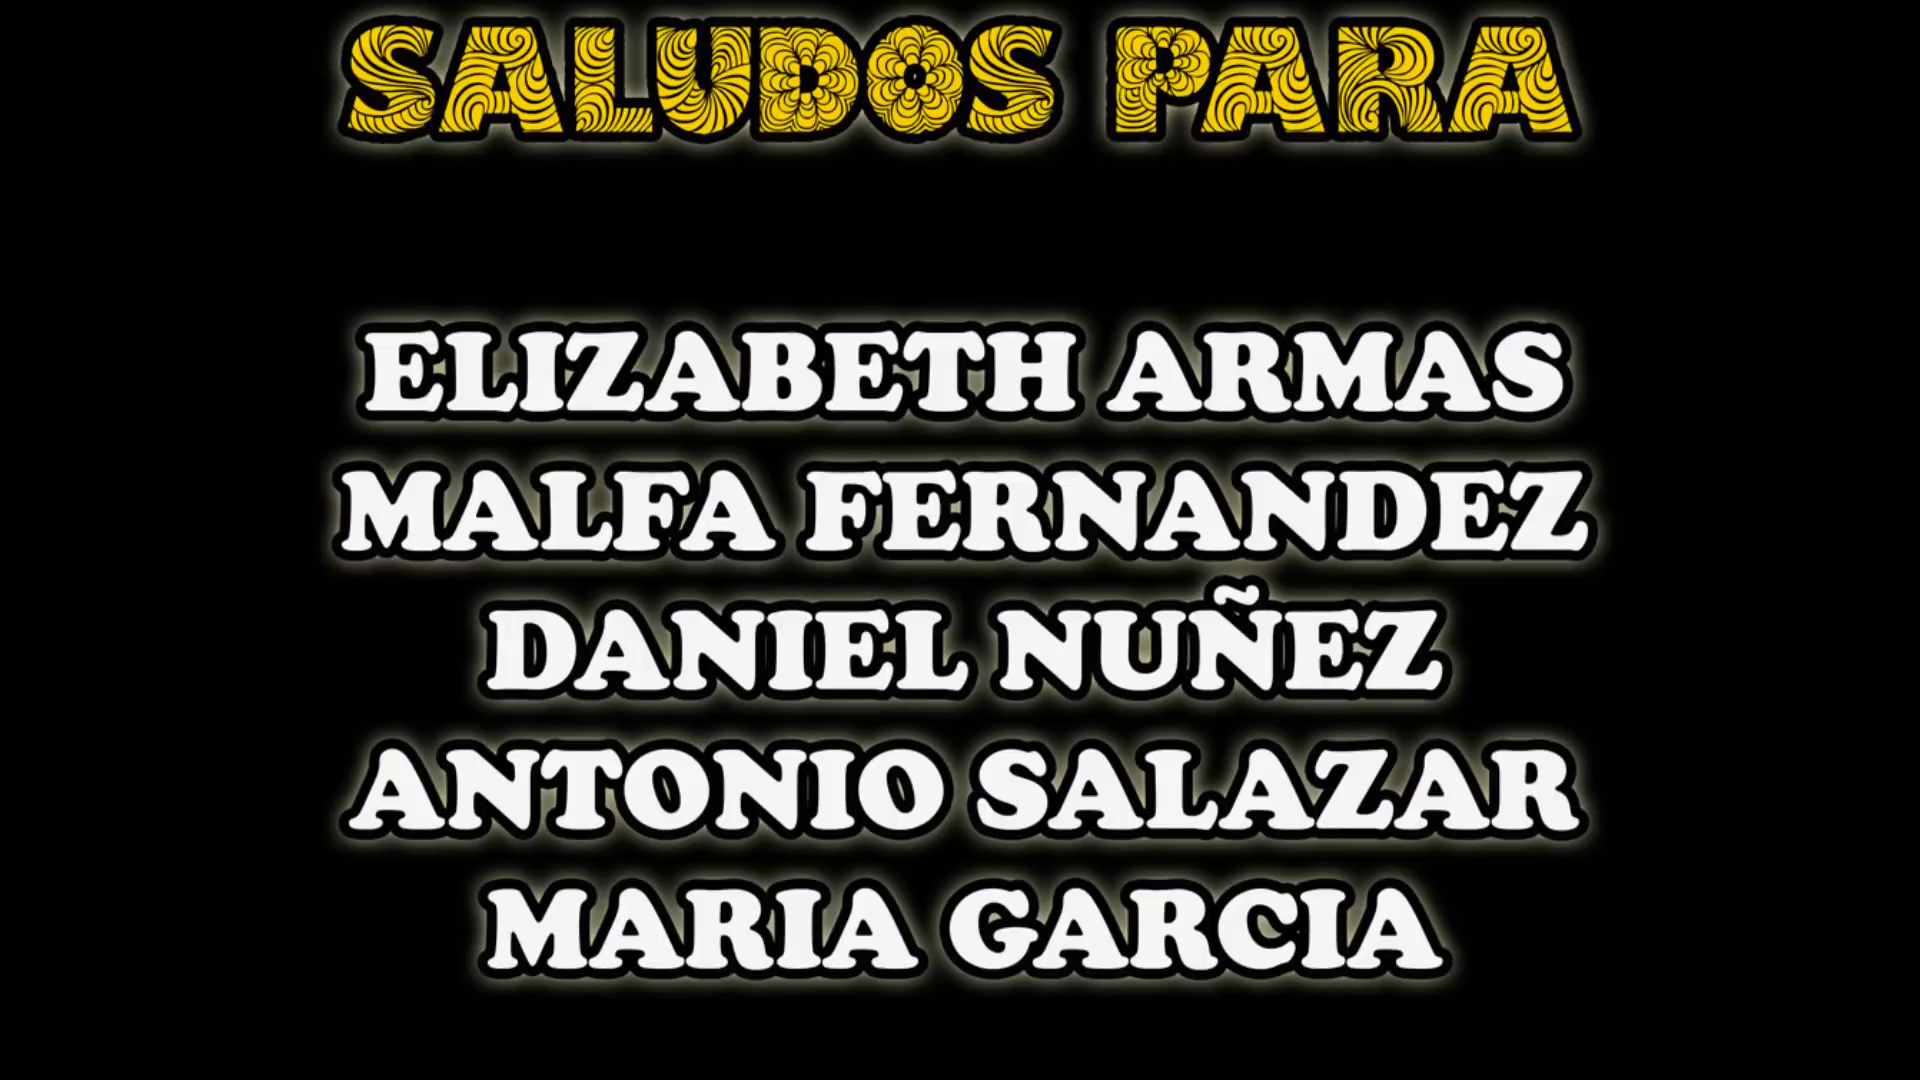 SALUDOS PARA
ELIZABETH ARMAS
MALFA FERNANDEZ
DANIEL NUÑEZ
ANTONIO SALAZAR
MARIA GARCIA